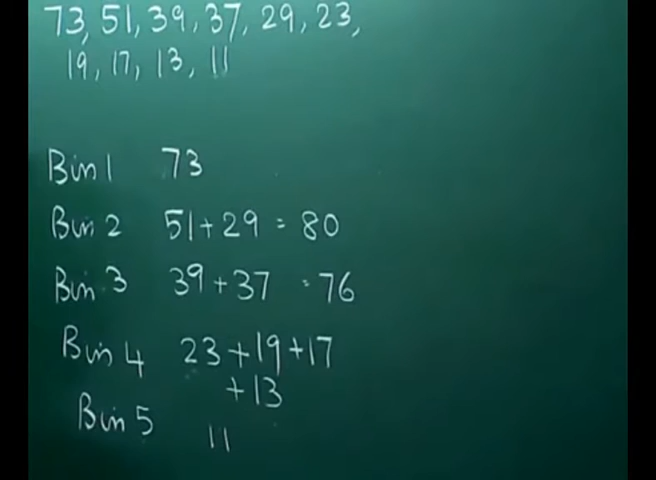 73, 51, 39, 37, 29, 23,
19, 17, 13, 11
Bin 1 73
Bin 2 51 + 29 = 80
Bin 3 39 + 37 = 76
Bin 4 23 + 19 + 17
+ 13
Bin 5 11